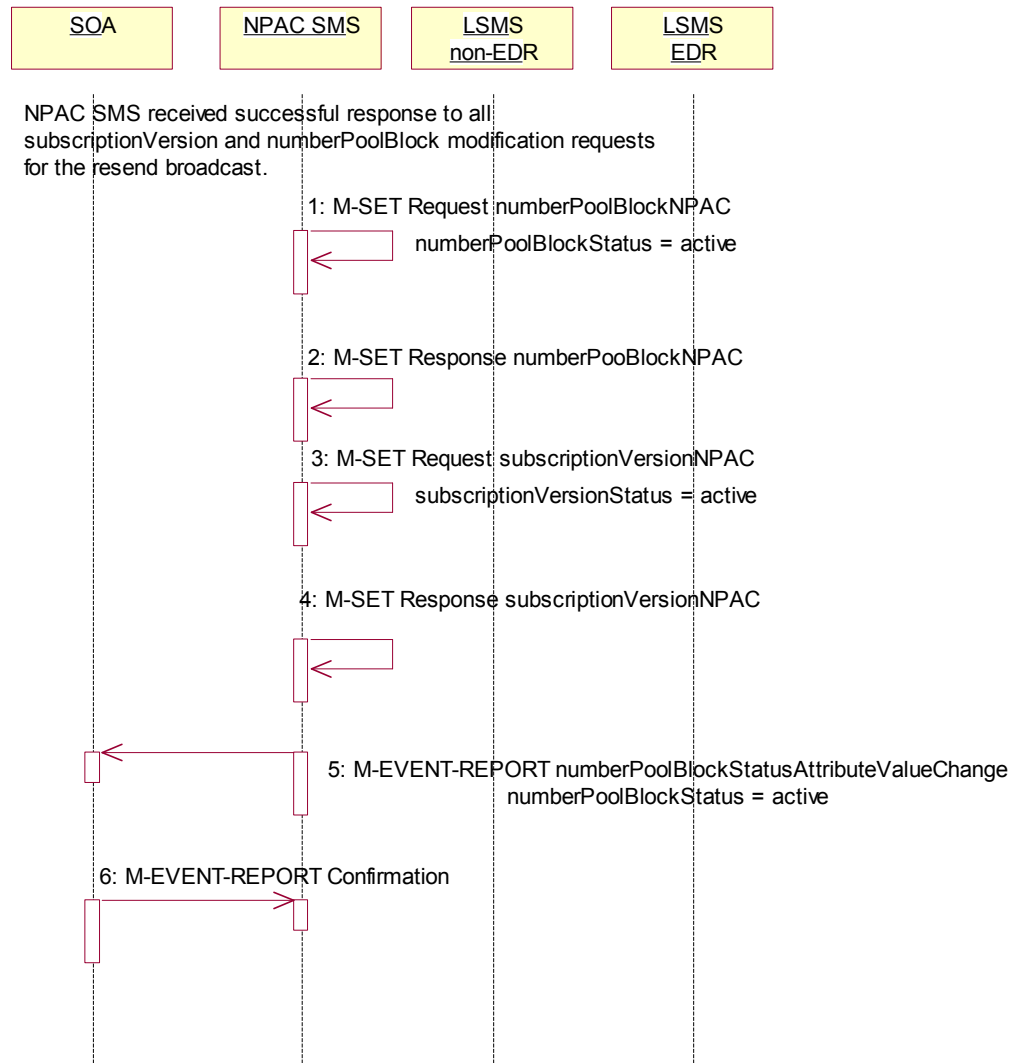 SOA
NPAC SMS
LSMS
non-EDR
LSMS
EDR
NPAC SMS received successful response to all
subscriptionVersion and numberPoolBlock modification requests
for the resend broadcast.
1: M-SET Request numberPoolBlockNPAC
numberPoolBlockStatus = active
2: M-SET Response numberPooBlockNPAC
3: M-SET Request subscriptionVersionNPAC
subscriptionVersionStatus = active
4: M-SET Response subscriptionVersionNPAC
5: M-EVENT-REPORT numberPoolBlockStatusAttributeValueChange
numberPoolBlockStatus = active
6: M-EVENT-REPORT Confirmation